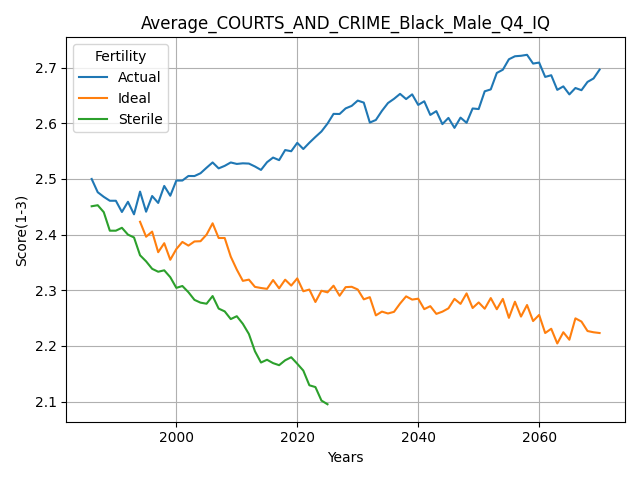 Average_COURTS_AND_CRIME_Black_Male_Q4_IQ
Fertility
Actual
Ideal
Sterile
Score(1-3)
2.7
2.6
2.5
2.4
2.3
2.2
2.1
2000 2020 2040 2060
Years